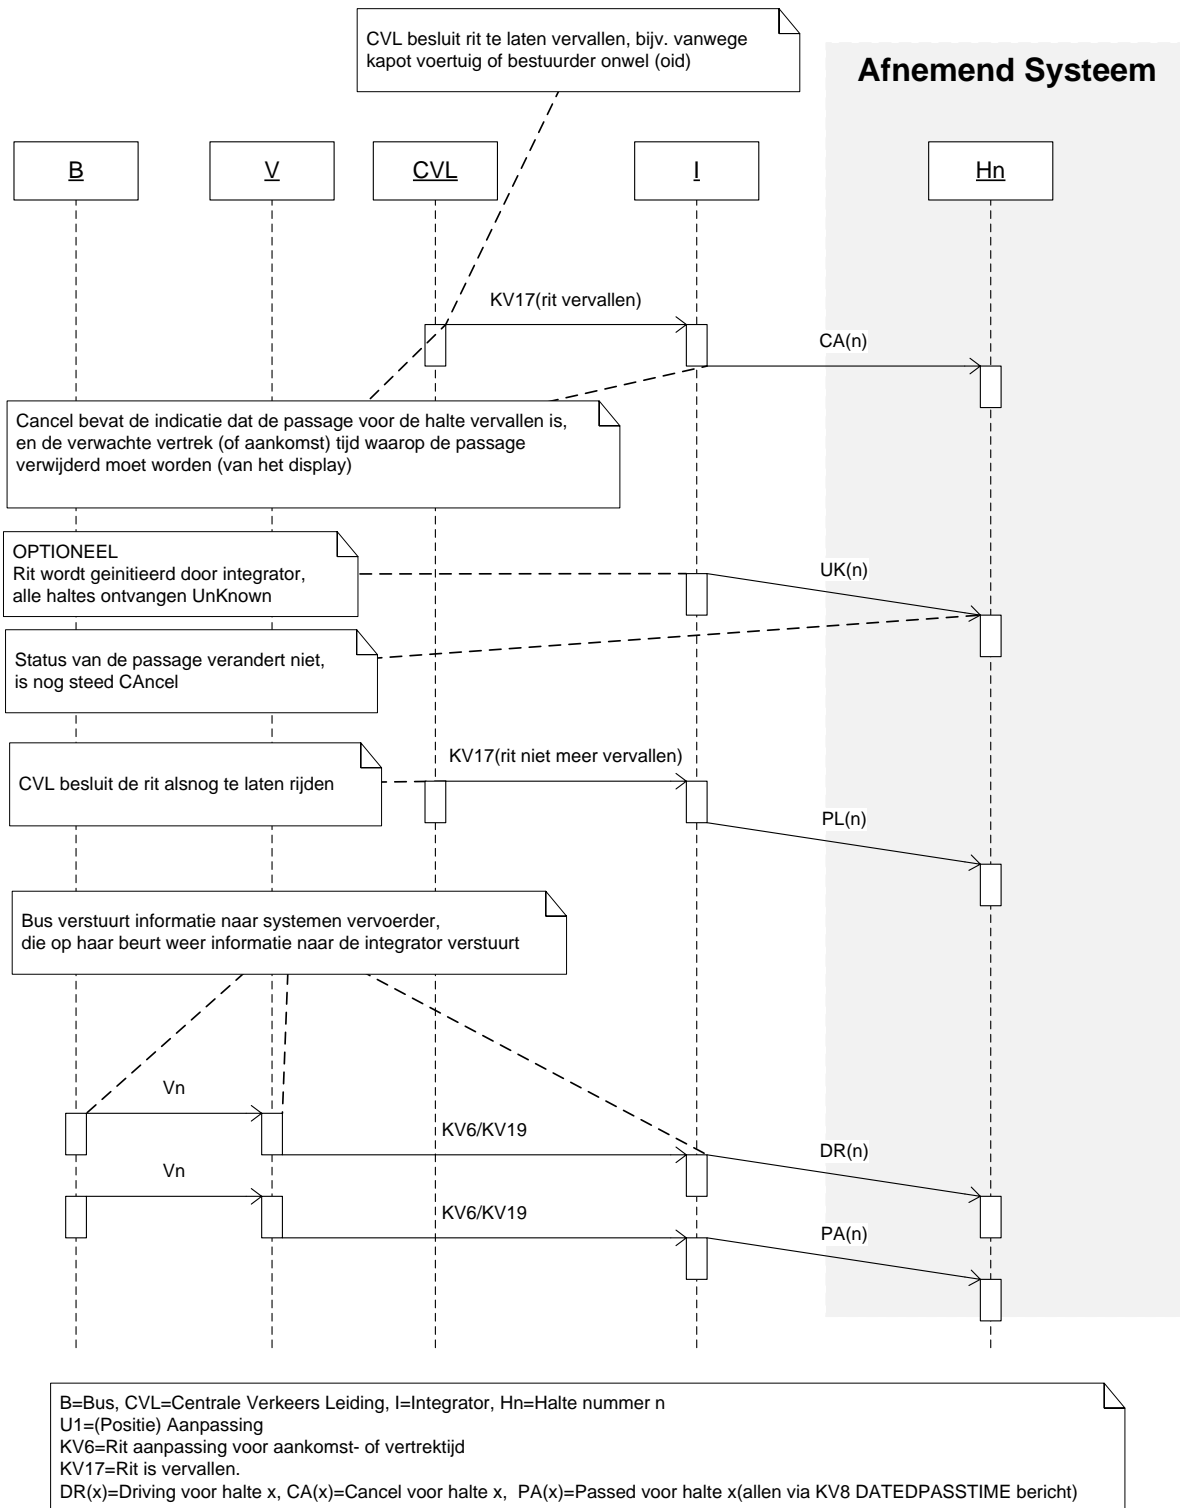 CVL besluit rit te laten vervallen, bijv. vanwege
kapot voertuig of bestuurder onwel (oid)
Afnemend Systeem
B
V
CVL
I
Hn
KV17(rit vervallen)
CA(n)
Cancel bevat de indicatie dat de passage voor de halte vervallen is,
en de verwachte vertrek (of aankomst) tijd waarop de passage
verwijderd moet worden (van het display)
OPTIONEEL
Rit wordt geinitieerd door integrator,
alle haltes ontvangen UnKnown
UK(n)
Status van de passage verandert niet,
is nog steed CAncel
KV17(rit niet meer vervallen)
CVL besluit de rit alsnog te laten rijden
PL(n)
Bus verstuurt informatie naar systemen vervoerder,
die op haar beurt weer informatie naar de integrator verstuurt
Vn
KV6/KV19
DR(n)
Vn
KV6/KV19
PA(n)
B=Bus, CVL=Centrale Verkeers Leiding, I=Integrator, Hn=Halte nummer n
U1=(Positie) Aanpassing
KV6=Rit aanpassing voor aankomst- of vertrektijd
KV17=Rit is vervallen.
DR(x)=Driving voor halte x, CA(x)=Cancel voor halte x,  PA(x)=Passed voor halte x(allen via KV8 DATEDPASSTIME bericht)